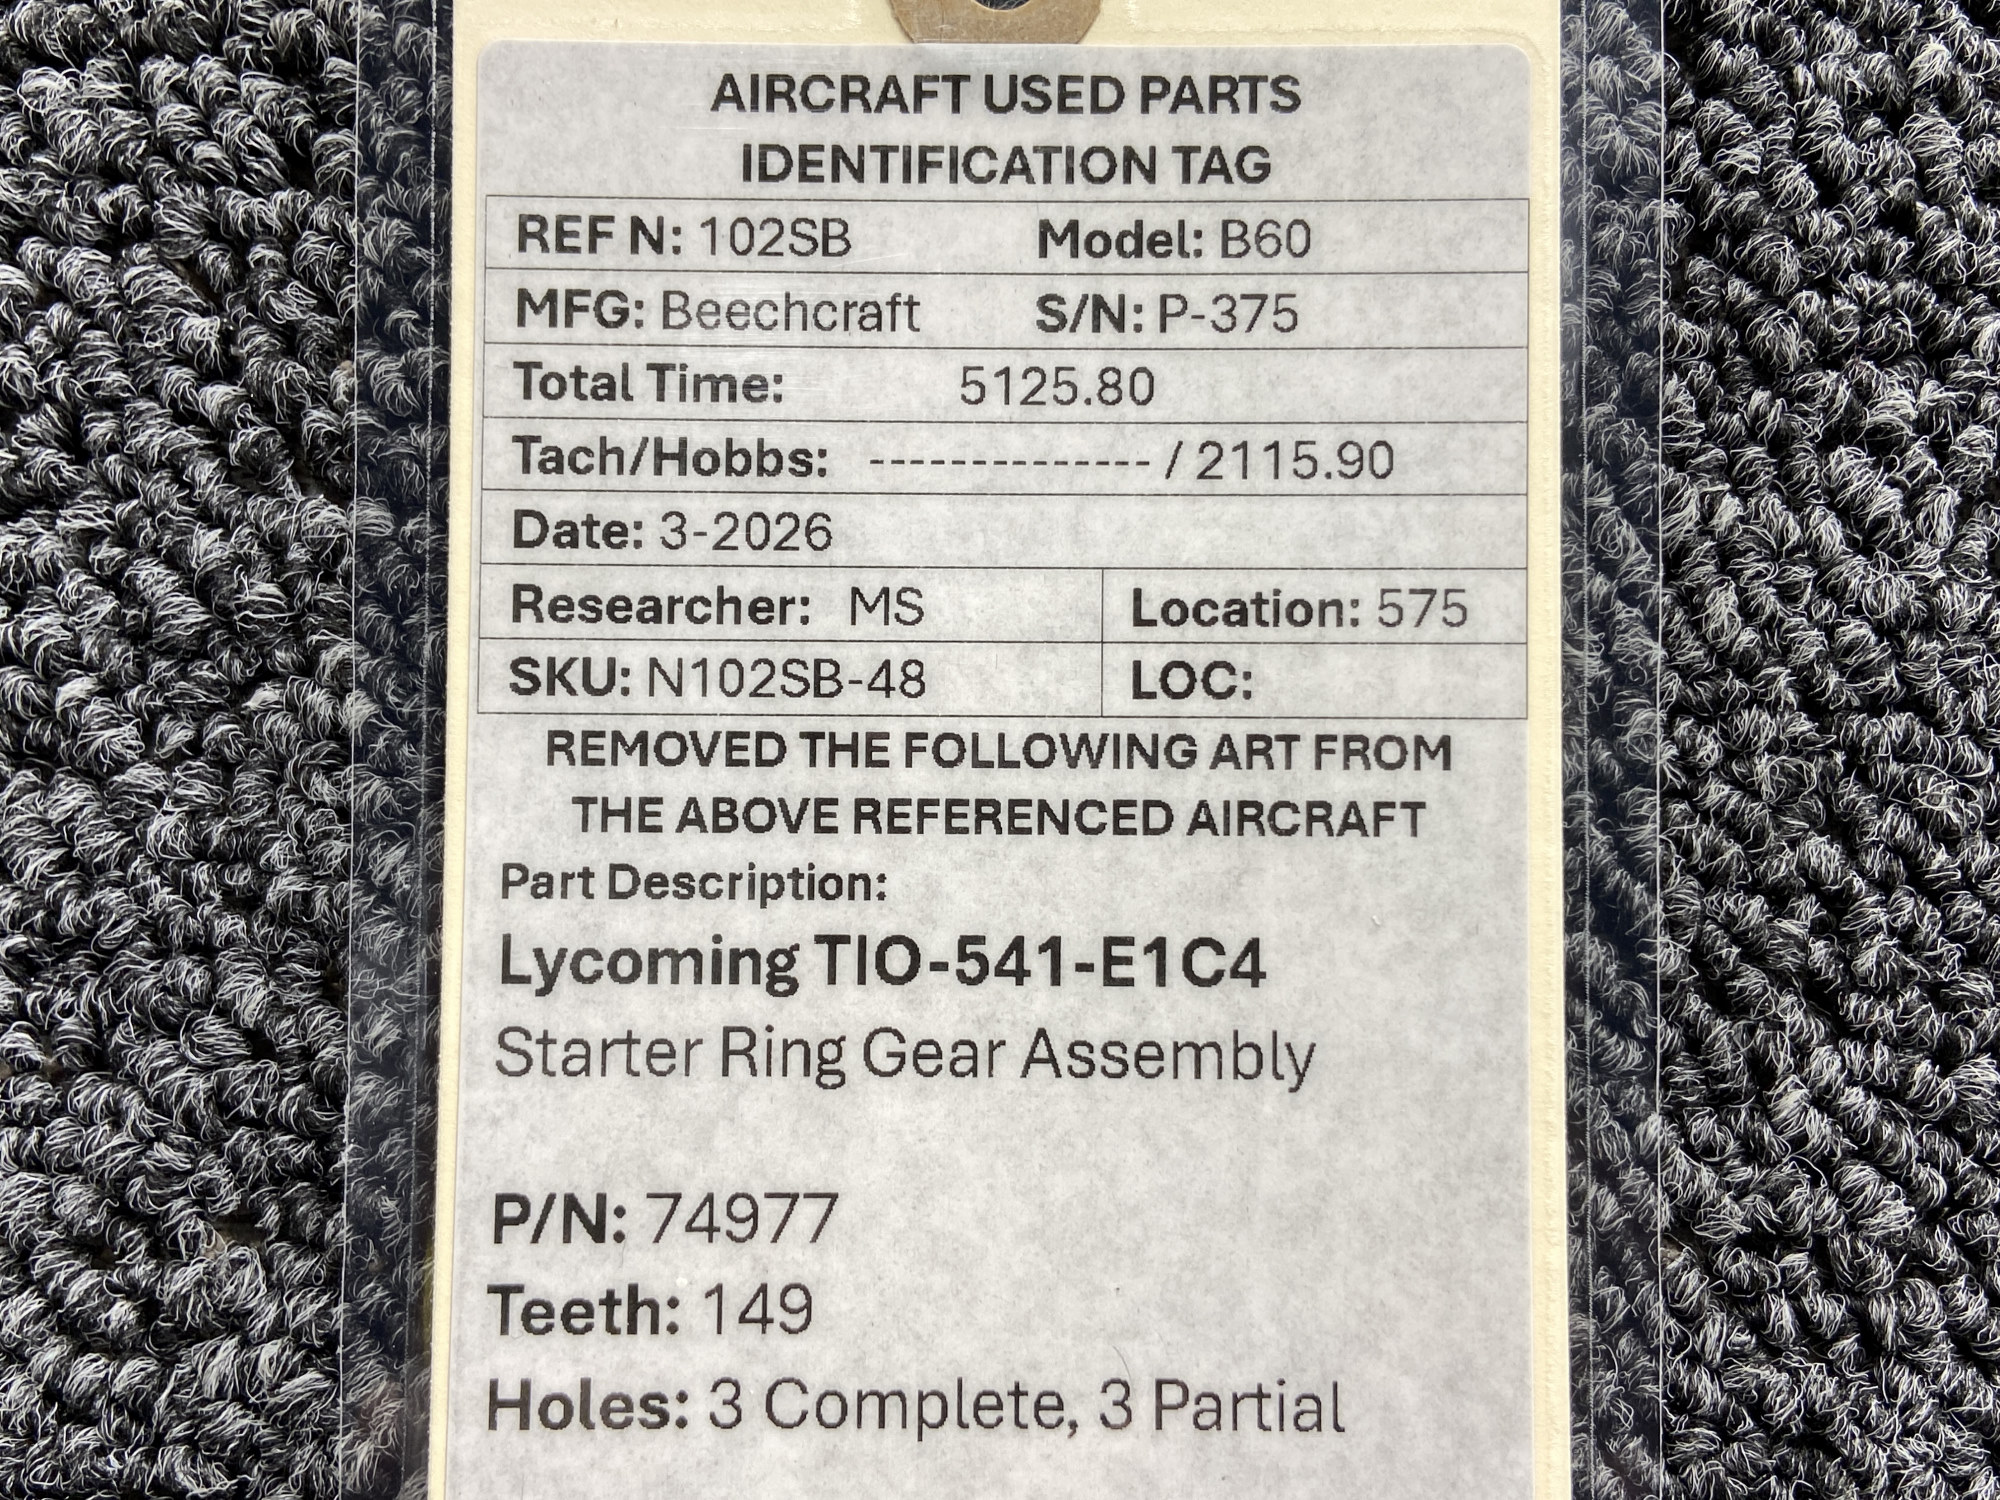 AIRCRAFT USED PARTS
IDENTIFICATION TAG
REF N: 102SB Model: B60
MFG: Beechcraft S/N: P-375
Total Time: 5125.80
Tach/Hobbs: -------------- / 2115.90
Date: 3-2026
Researcher: MS Location: 575
SKU: N102SB-48 LOC:
REMOVED THE FOLLOWING ART FROM
THE ABOVE REFERENCED AIRCRAFT
Part Description:
Lycoming TIO-541-E1C4
Starter Ring Gear Assembly
P/N: 74977
Teeth: 149
Holes: 3 Complete, 3 Partial